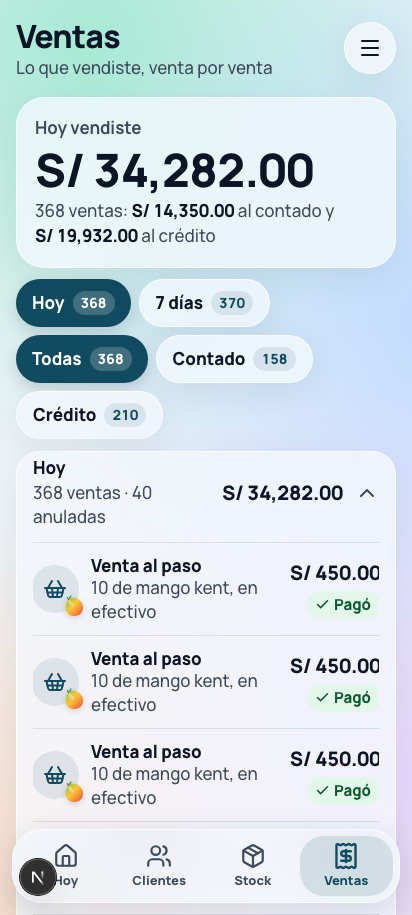 Ventas
Lo que vendiste, venta por venta
Hoy vendiste
S/ 34,282.00
368 ventas: S/ 14,350.00 al contado y
S/ 19,932.00 al crédito
Hoy 368
7 días 370
Todas 368
Contado 158
Crédito 210
Hoy
368 ventas · 40
anuladas
S/ 34,282.00
Venta al paso
10 de mango kent, en
efectivo
S/ 450.00
Pagó
Venta al paso
10 de mango kent, en
efectivo
S/ 450.00
Pagó
Venta al paso
10 de mango kent, en
efectivo
S/ 450.00
Pagó
N
Hoy
Clientes
Stock
Ventas